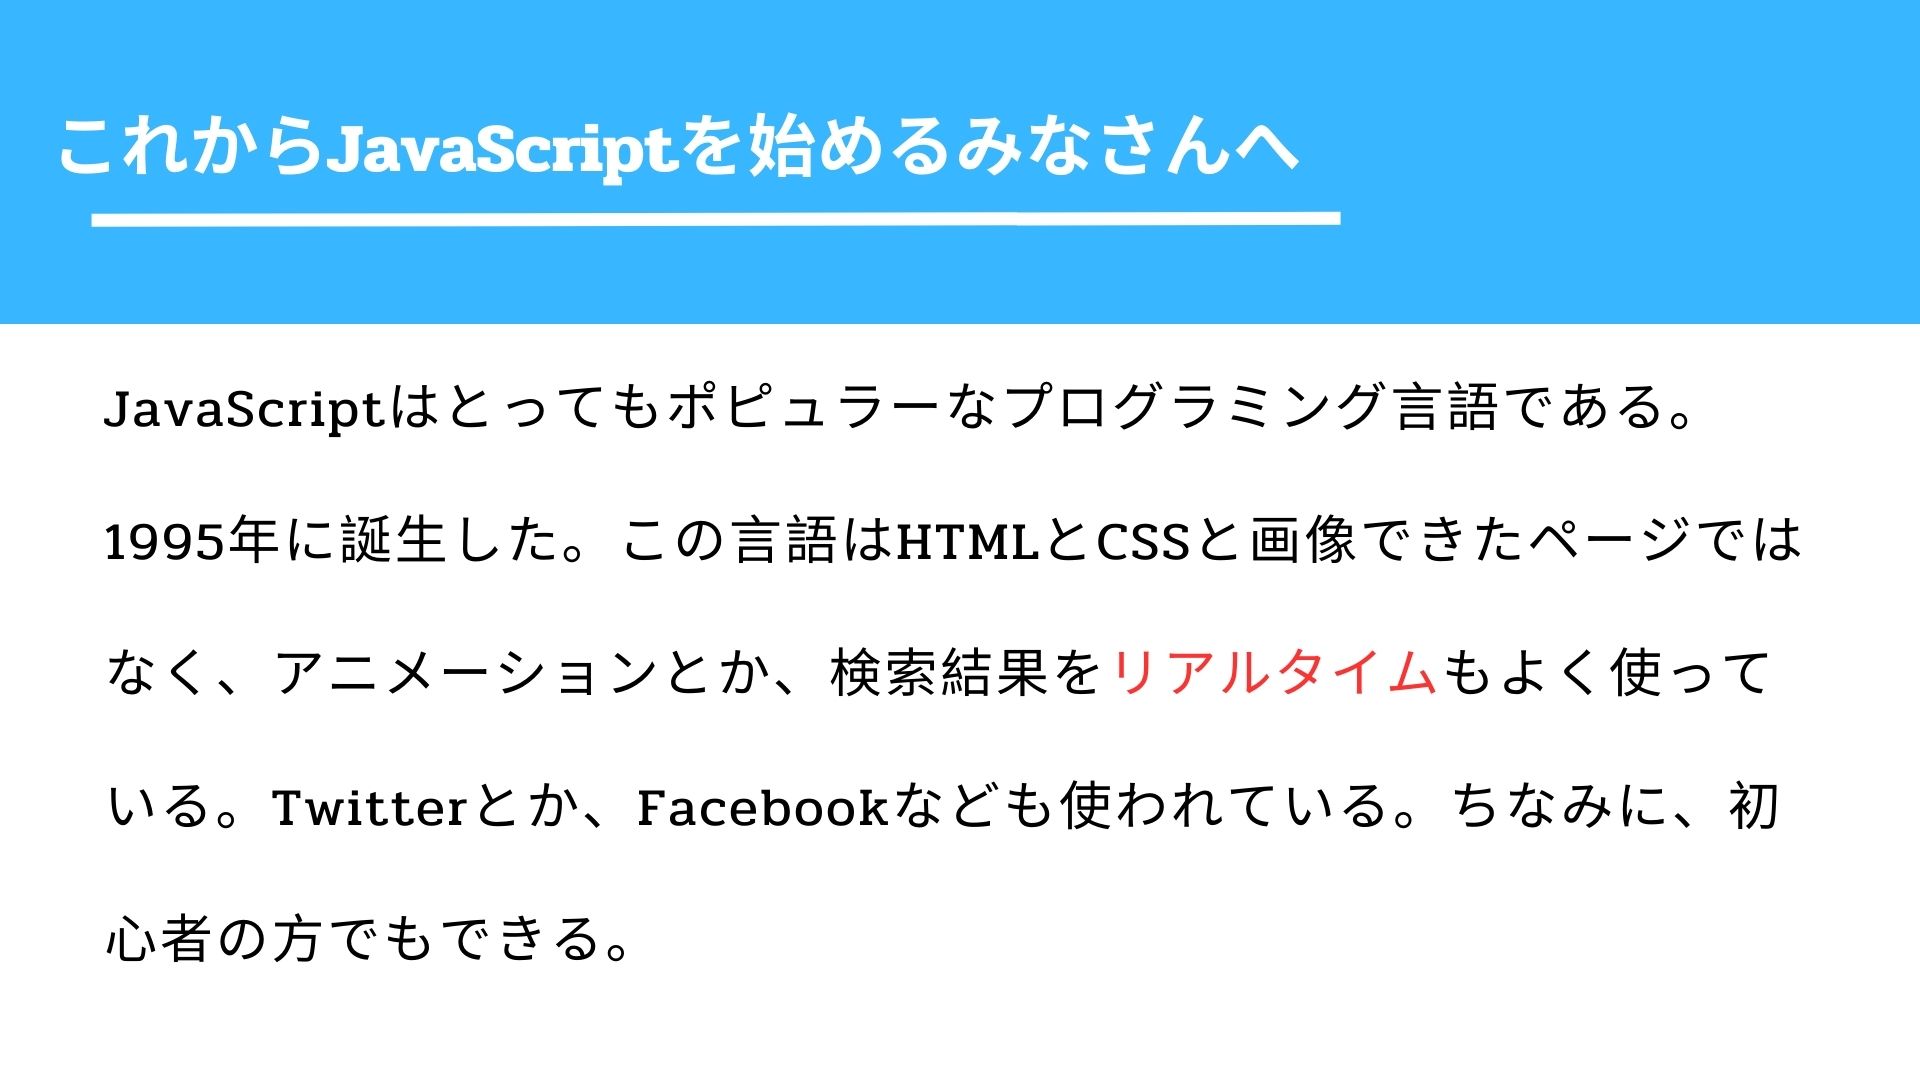 これからJavaScriptを始めるみなさんへ
JavaScriptはとってもポピュラーなプログラミング言語である。
1995年に誕生した。この言語はHTMLとCSSと画像できたページでは
なく、アニメーションとか、検索結果をリアルタイムもよく使って
いる。Twitterとか、Facebookなども使われている。ちなみに、初
心者の方でもできる。